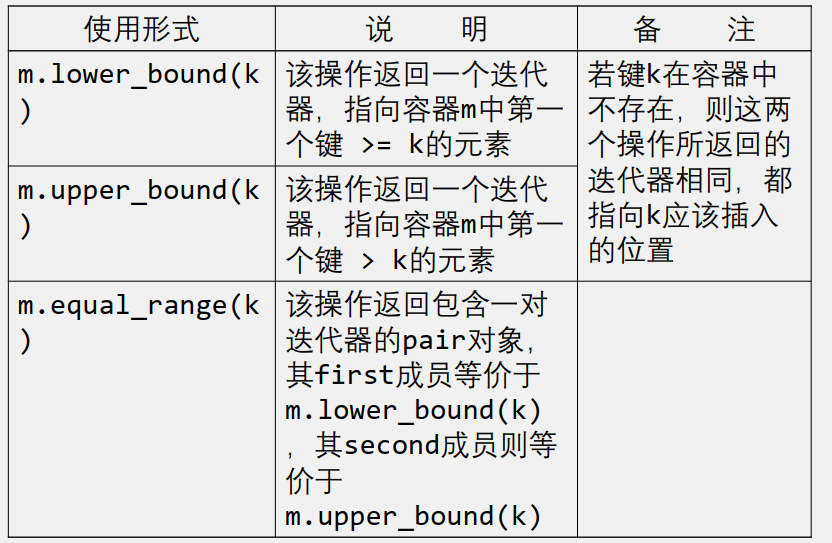 使用形式
说 明
备 注
m.lower_bound(k
)
该操作返回一个迭代
器，指向容器m中第一
个键 >= k的元素
若键k在容器中
不存在，则这两
个操作所返回的
迭代器相同，都
指向k应该插入
的位置
m.upper_bound(k
)
该操作返回一个迭代
器，指向容器m中第一
个键 > k的元素
m.equal_range(k
)
该操作返回包含一对
迭代器的pair对象，
其first成员等价于
m.lower_bound(k)
，其second成员则等
价于
m.upper_bound(k)